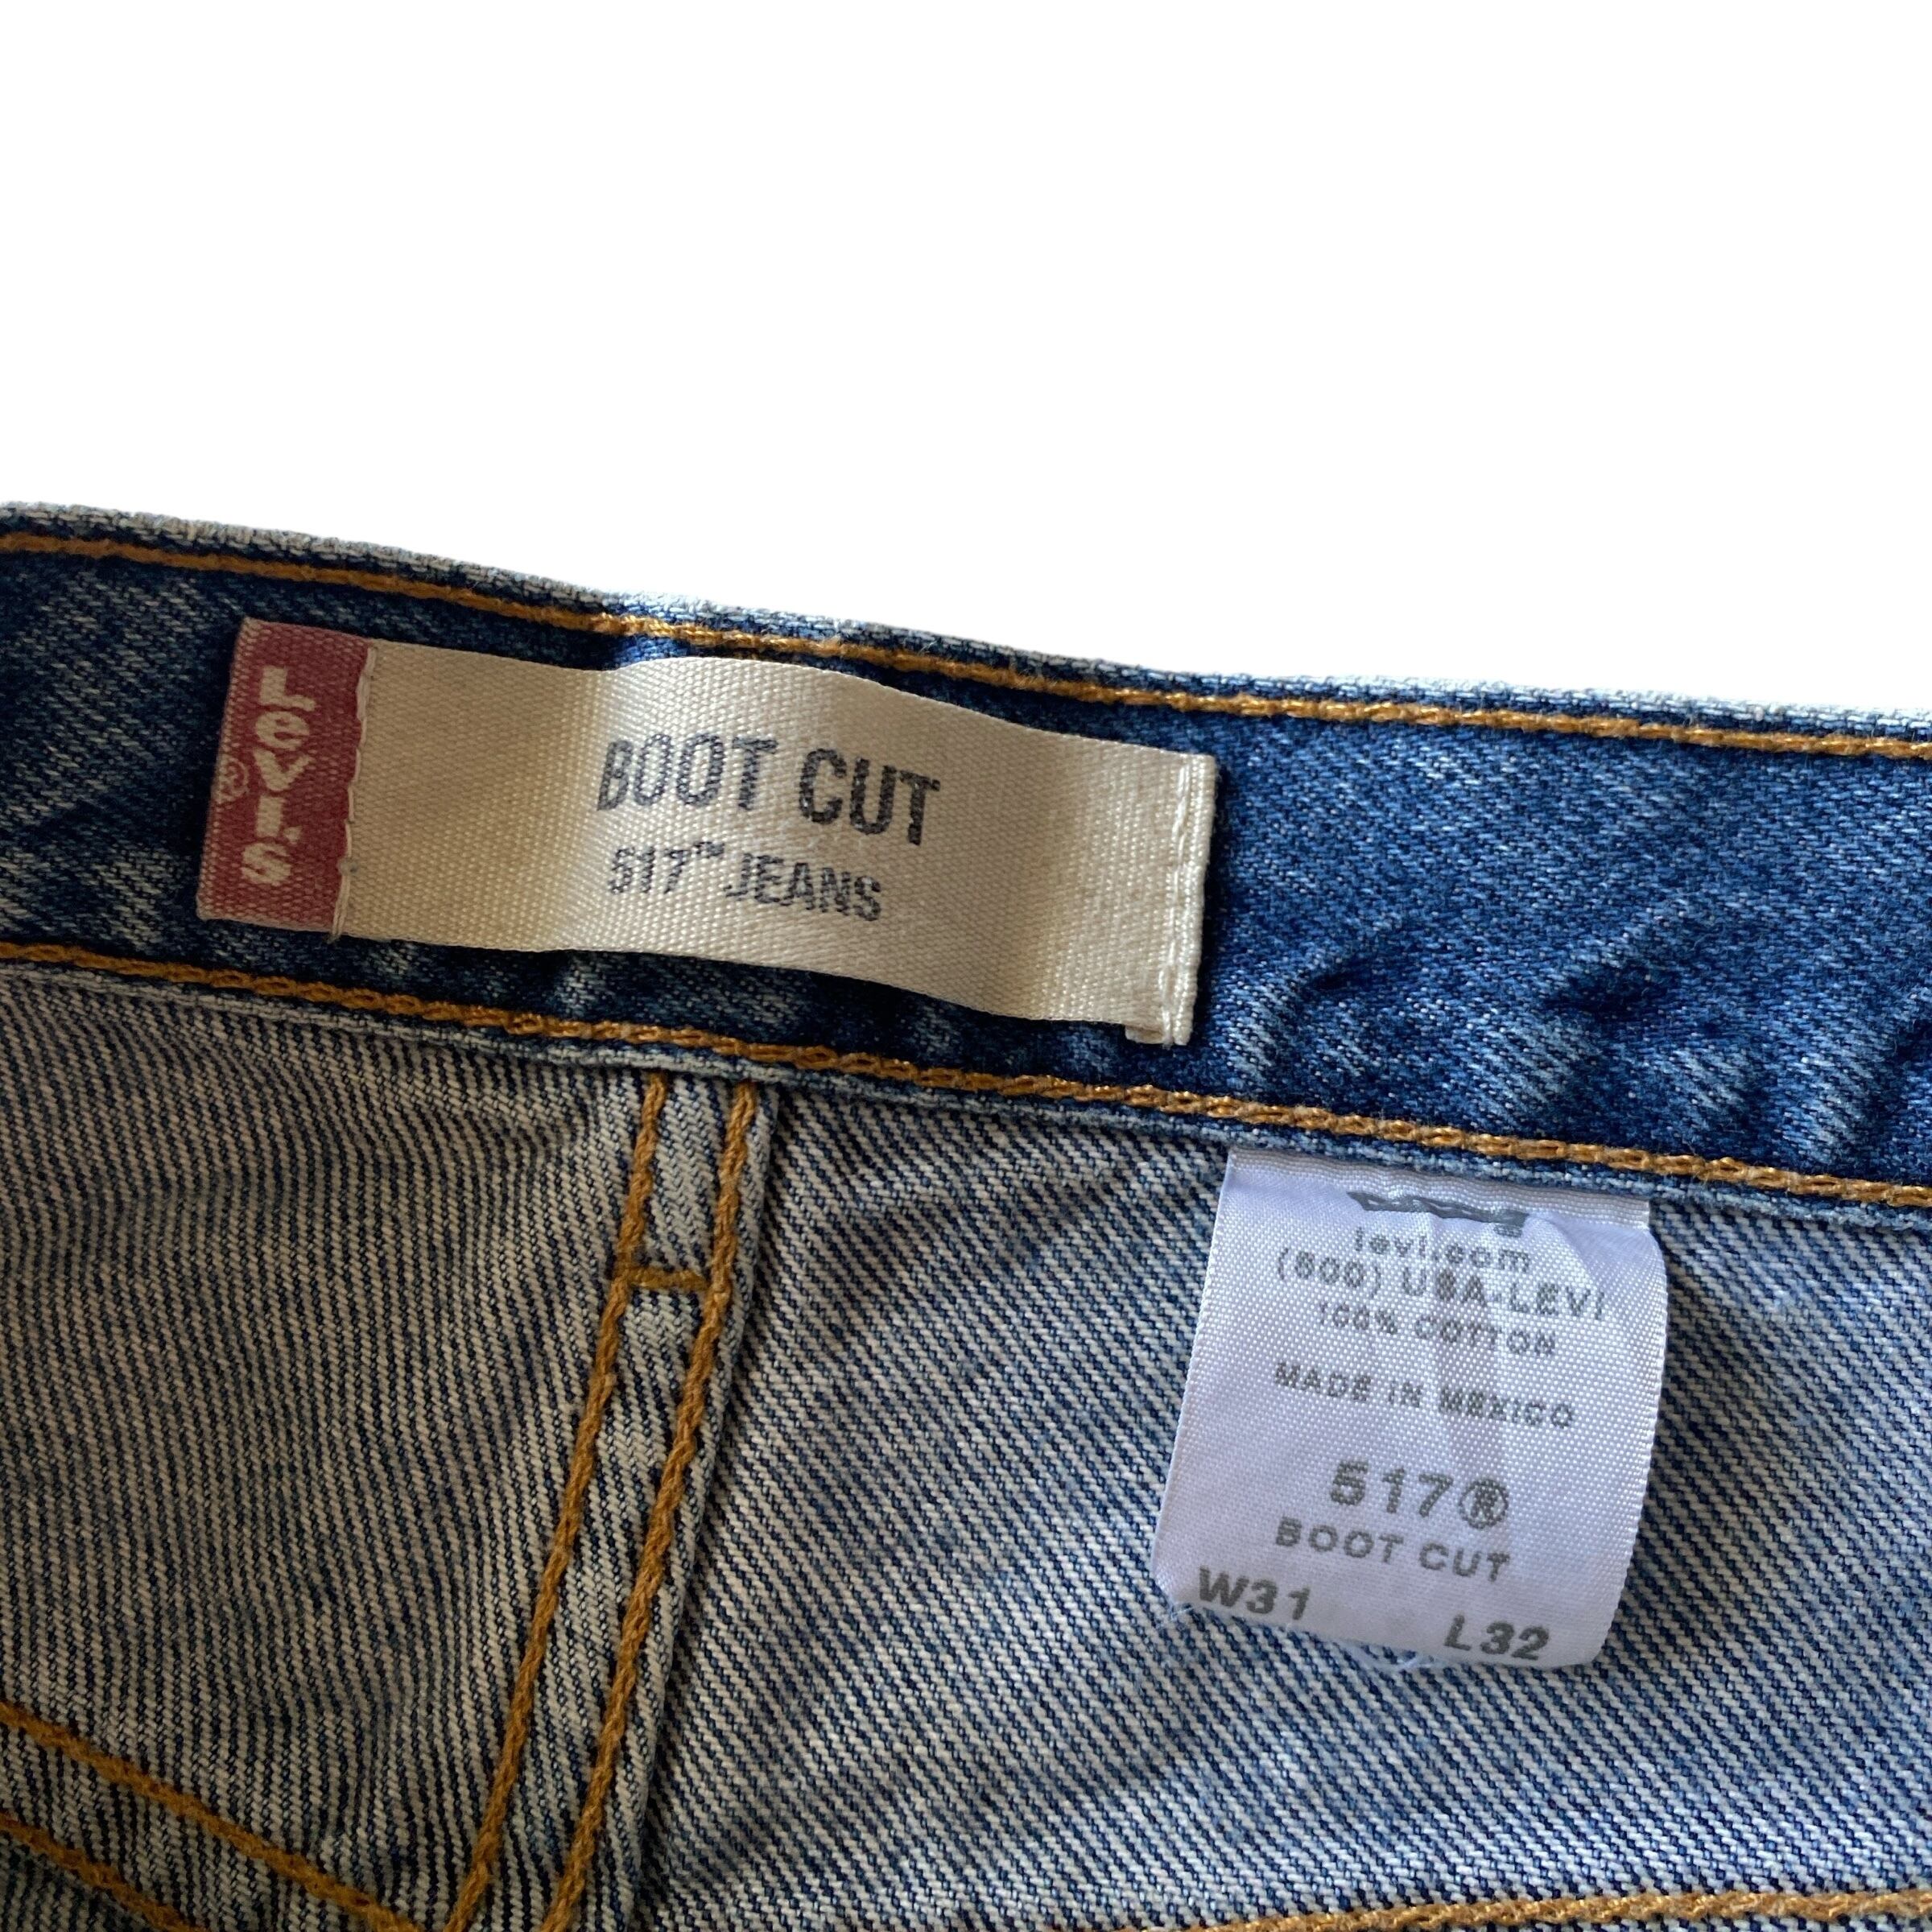 LEVI'S®
BOOT CUT
517™ JEANS
levi.com
(800) USA-LEVI
100% COTTON
MADE IN MEXICO
517®
BOOT CUT
W31 L32